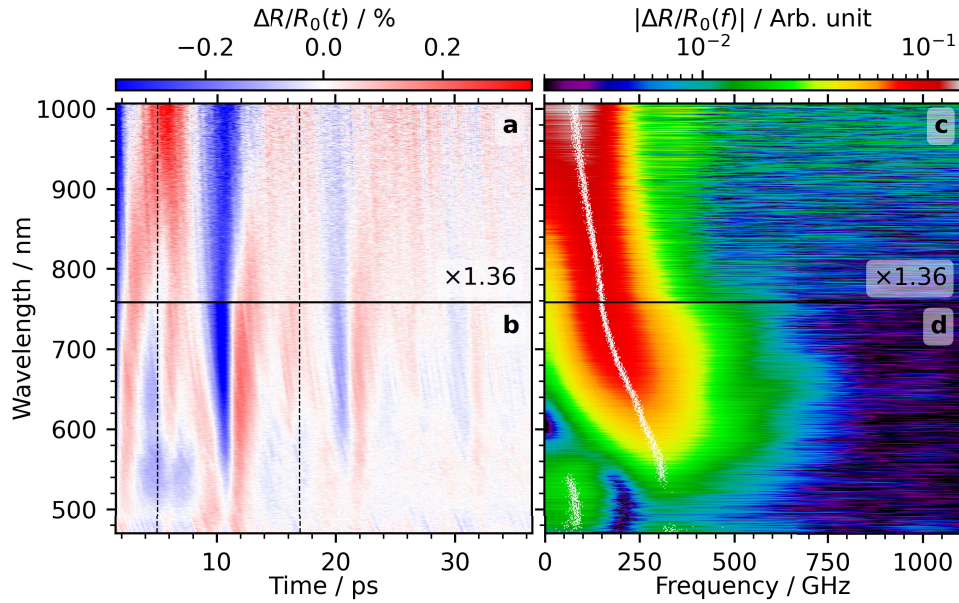 ΔR/R₀(t) / %
|ΔR/R₀(f)| / Arb. unit
−0.2 0.0 0.2
10⁻² 10⁻¹
Wavelength / nm
1000
900
800
700
600
500
a
×1.36
b
c
×1.36
d
10 20 30
Time / ps
0 250 500 750 1000
Frequency / GHz